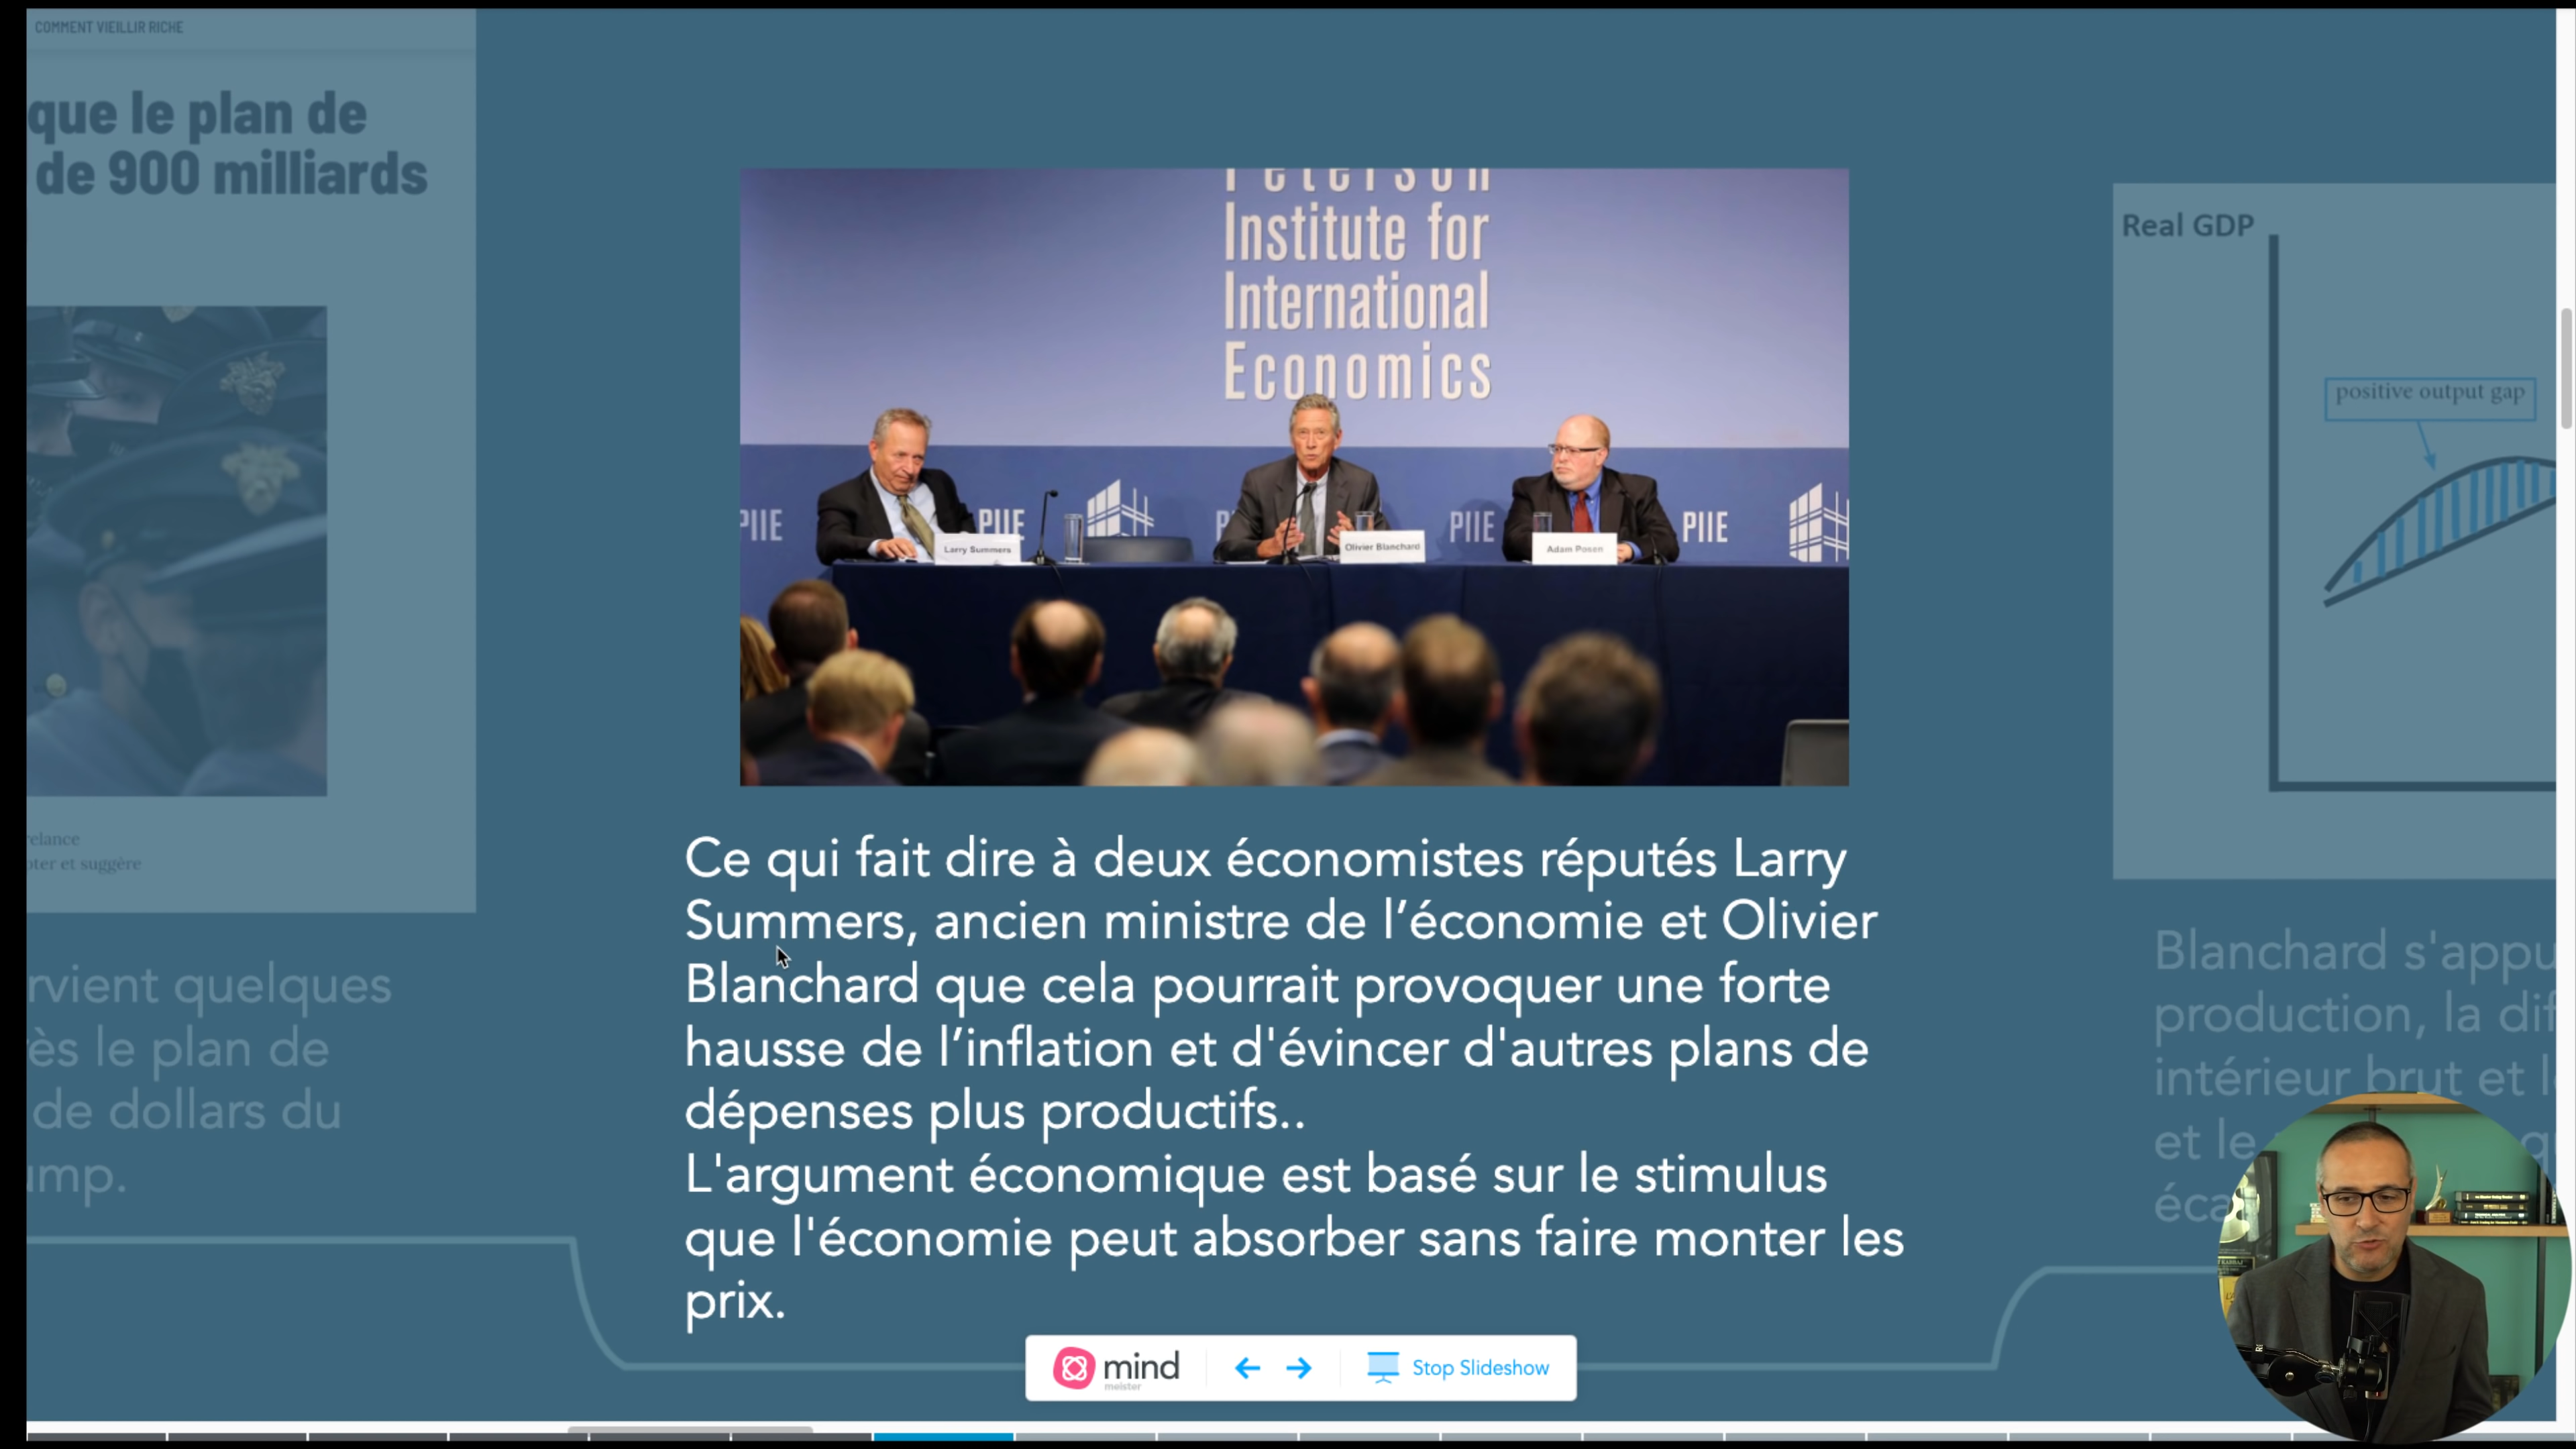 COMMENT VIEILLIR RICHE
que le plan de
de 900 milliards
elance
ter et suggère
rvient quelques
ès le plan de
de dollars du
ump.
Institute for
International
Economics
PIIE
PIIE
PIIE
PIIE
Larry Summers
Olivier Blanchard
Adam Posen
Ce qui fait dire à deux économistes réputés Larry
Summers, ancien ministre de l’économie et Olivier
Blanchard que cela pourrait provoquer une forte
hausse de l’inflation et d'évincer d'autres plans de
dépenses plus productifs..
L'argument économique est basé sur le stimulus
que l'économie peut absorber sans faire monter les
prix.
Real GDP
positive output gap
Blanchard s'appu
production, la dif
intérieur brut et l
et le
éca
mind
meister
Stop Slideshow